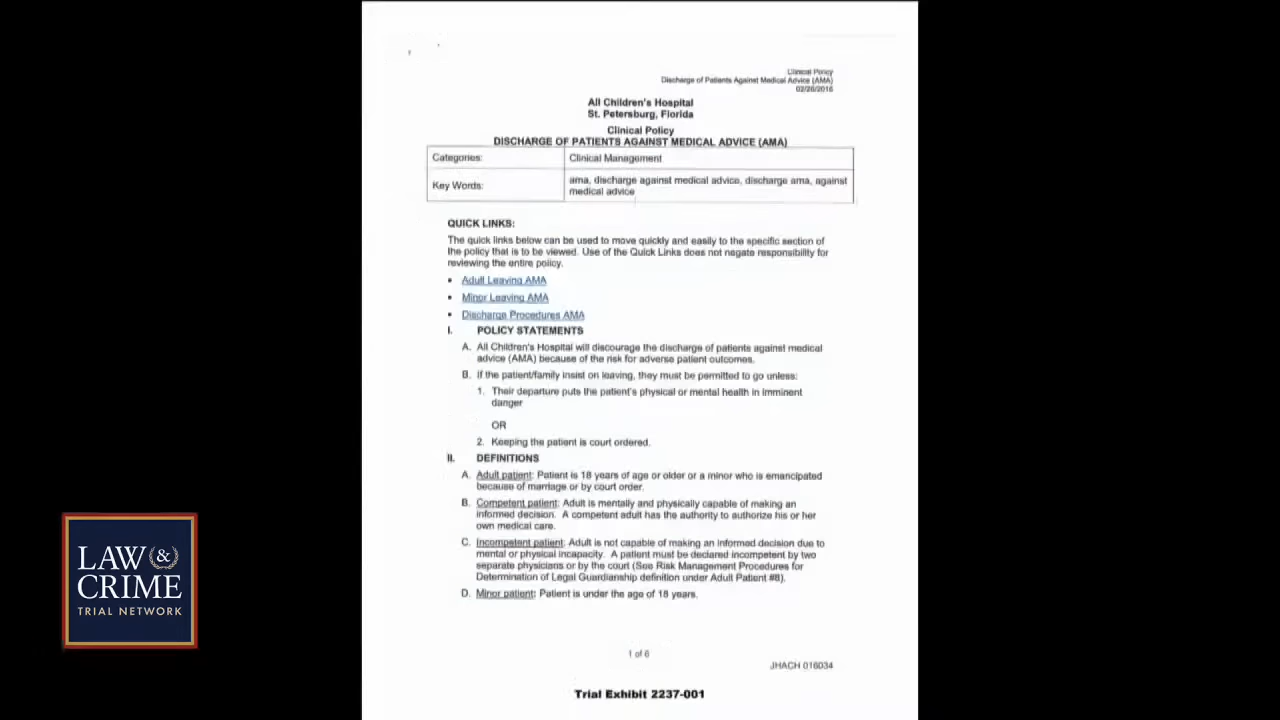 Clinical Policy
Discharge of Patients Against Medical Advice (AMA)
02/26/2016
All Children's Hospital
St. Petersburg, Florida
Clinical Policy
DISCHARGE OF PATIENTS AGAINST MEDICAL ADVICE (AMA)
Categories: Clinical Management
Key Words: ama, discharge against medical advice, discharge ama, against
medical advice
QUICK LINKS:
The quick links below can be used to move quickly and easily to the specific section of
the policy that is to be viewed. Use of the Quick Links does not negate responsibility for
reviewing the entire policy.
• Adult Leaving AMA
• Minor Leaving AMA
• Discharge Procedures AMA
I. POLICY STATEMENTS
A. All Children's Hospital will discourage the discharge of patients against medical
advice (AMA) because of the risk for adverse patient outcomes.
B. If the patient/family insist on leaving, they must be permitted to go unless:
1. Their departure puts the patient's physical or mental health in imminent
danger
OR
2. Keeping the patient is court ordered.
II. DEFINITIONS
A. Adult patient: Patient is 18 years of age or older or a minor who is emancipated
because of marriage or by court order.
B. Competent patient: Adult is mentally and physically capable of making an
informed decision. A competent adult has the authority to authorize his or her
own medical care.
C. Incompetent patient: Adult is not capable of making an informed decision due to
mental or physical incapacity. A patient must be declared incompetent by two
separate physicians or by the court (See Risk Management Procedures for
Determination of Legal Guardianship definition under Adult Patient #8).
D. Minor patient: Patient is under the age of 18 years.
1 of 6
JHACH 016034
Trial Exhibit 2237-001
LAW &
CRIME
TRIAL NETWORK